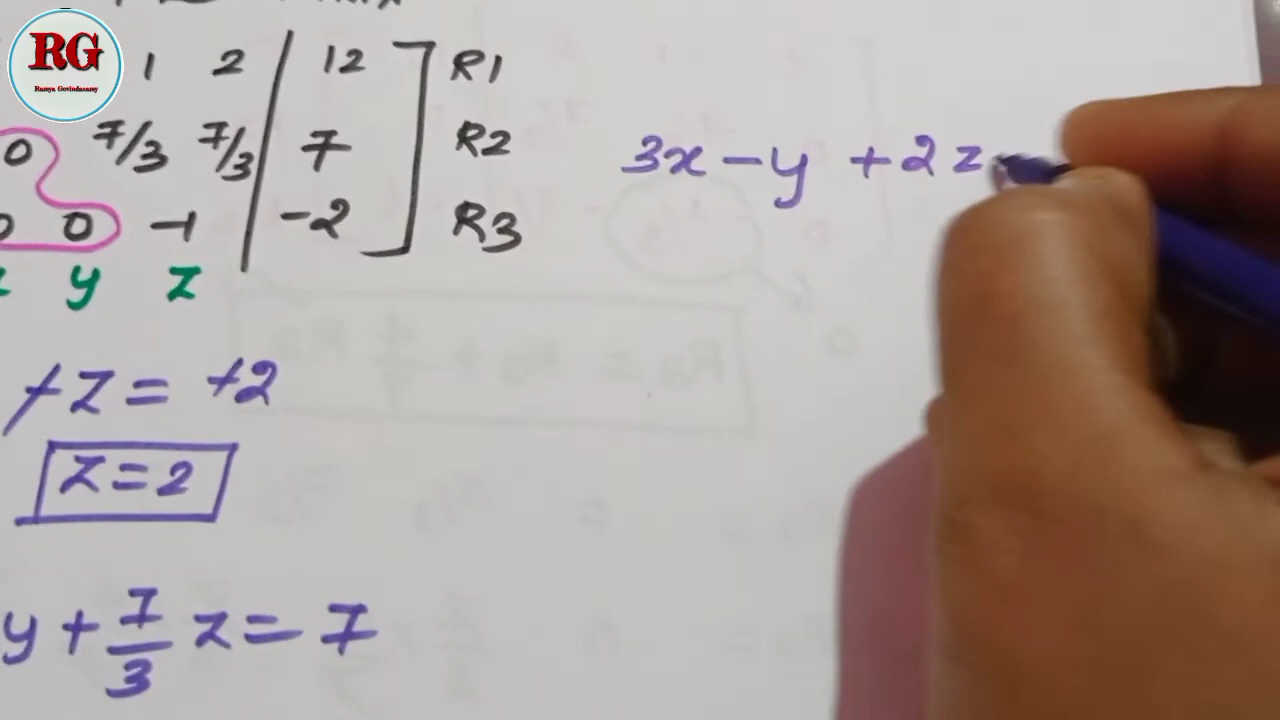 RG
Ramya Govindasamy
1 2 | 12 ] R1
0 7/3 7/3 | 7 R2
0 0 -1 | -2 R3
y z
3x - y + 2z
-z = +2
z = 2
y + 7/3 z = 7